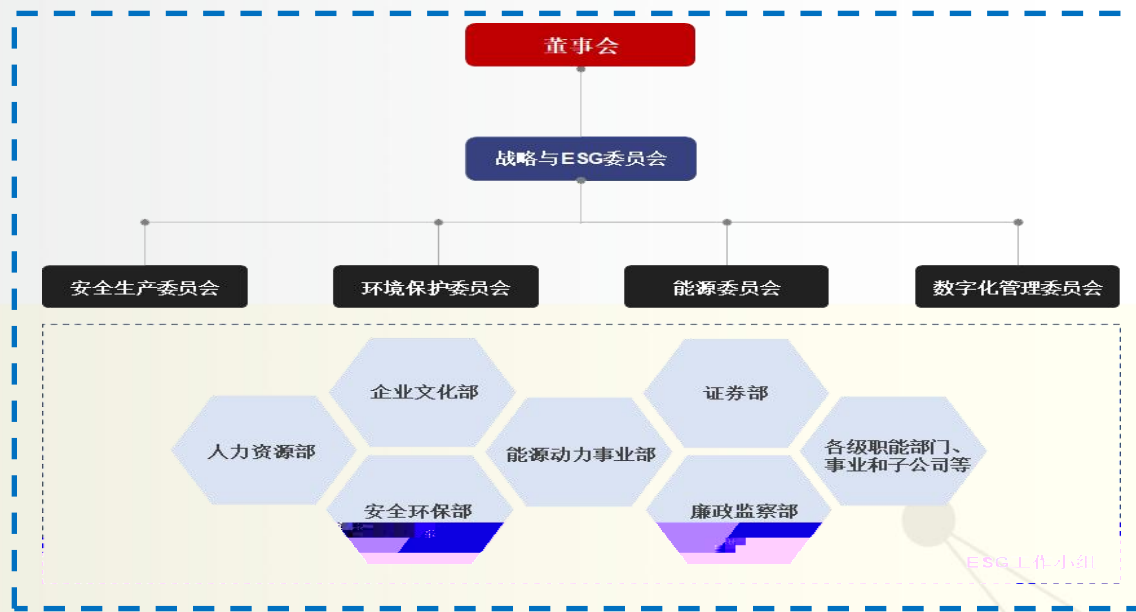 董事会
战略与ESG委员会
安全生产委员会
环境保护委员会
能源委员会
数字化管理委员会
企业文化部
证券部
人力资源部
能源动力事业部
各级职能部门、
事业和子公司等
安全环保部
廉政监察部
ESG工作小组